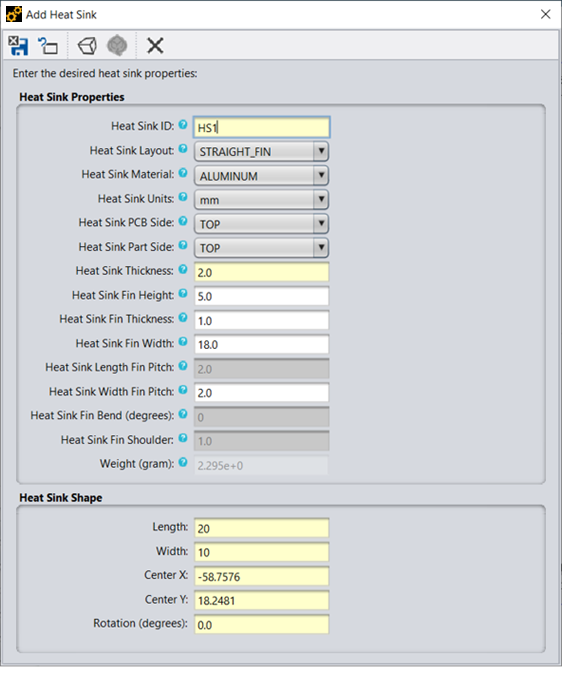 Add Heat Sink
Enter the desired heat sink properties:
Heat Sink Properties
Heat Sink ID: HS1
Heat Sink Layout: STRAIGHT_FIN
Heat Sink Material: ALUMINUM
Heat Sink Units: mm
Heat Sink PCB Side: TOP
Heat Sink Part Side: TOP
Heat Sink Thickness: 2.0
Heat Sink Fin Height: 5.0
Heat Sink Fin Thickness: 1.0
Heat Sink Fin Width: 18.0
Heat Sink Length Fin Pitch: 2.0
Heat Sink Width Fin Pitch: 2.0
Heat Sink Fin Bend (degrees): 0
Heat Sink Fin Shoulder: 1.0
Weight (gram): 2.295e+0
Heat Sink Shape
Length: 20
Width: 10
Center X: -58.7576
Center Y: 18.2481
Rotation (degrees): 0.0